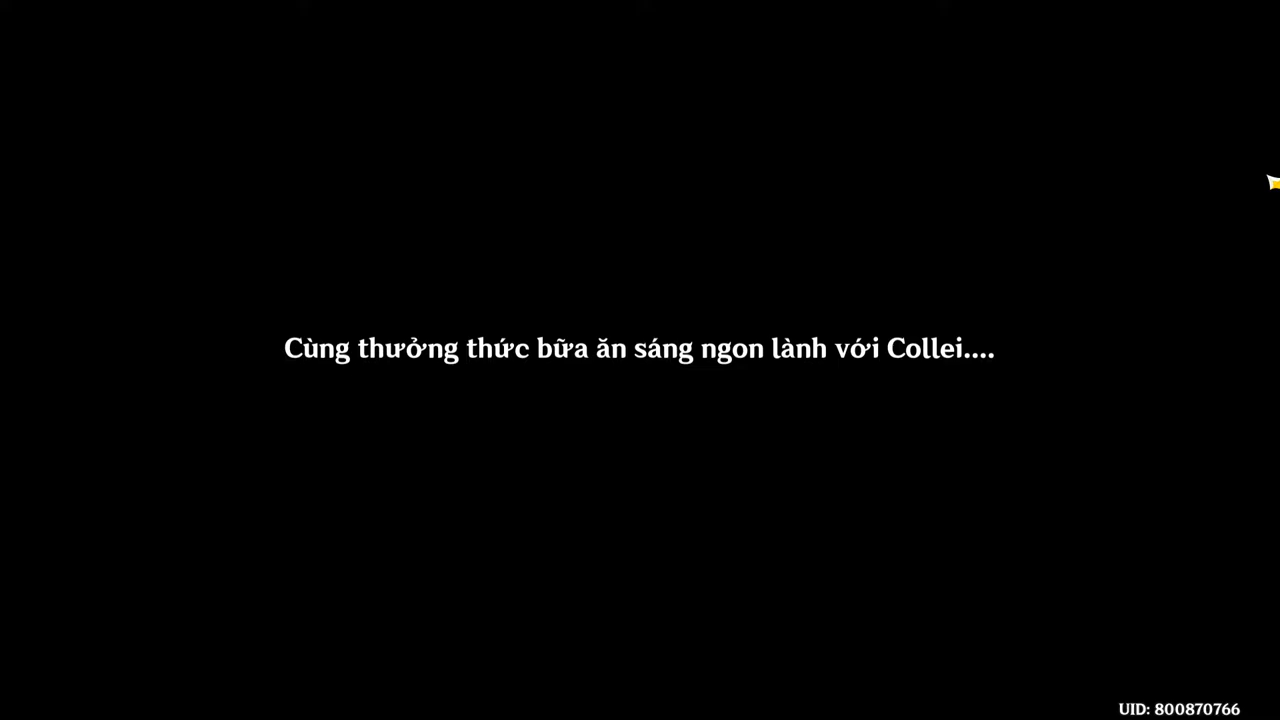 Cùng thưởng thức bữa ăn sáng ngon lành với Collei....
UID: 800870766